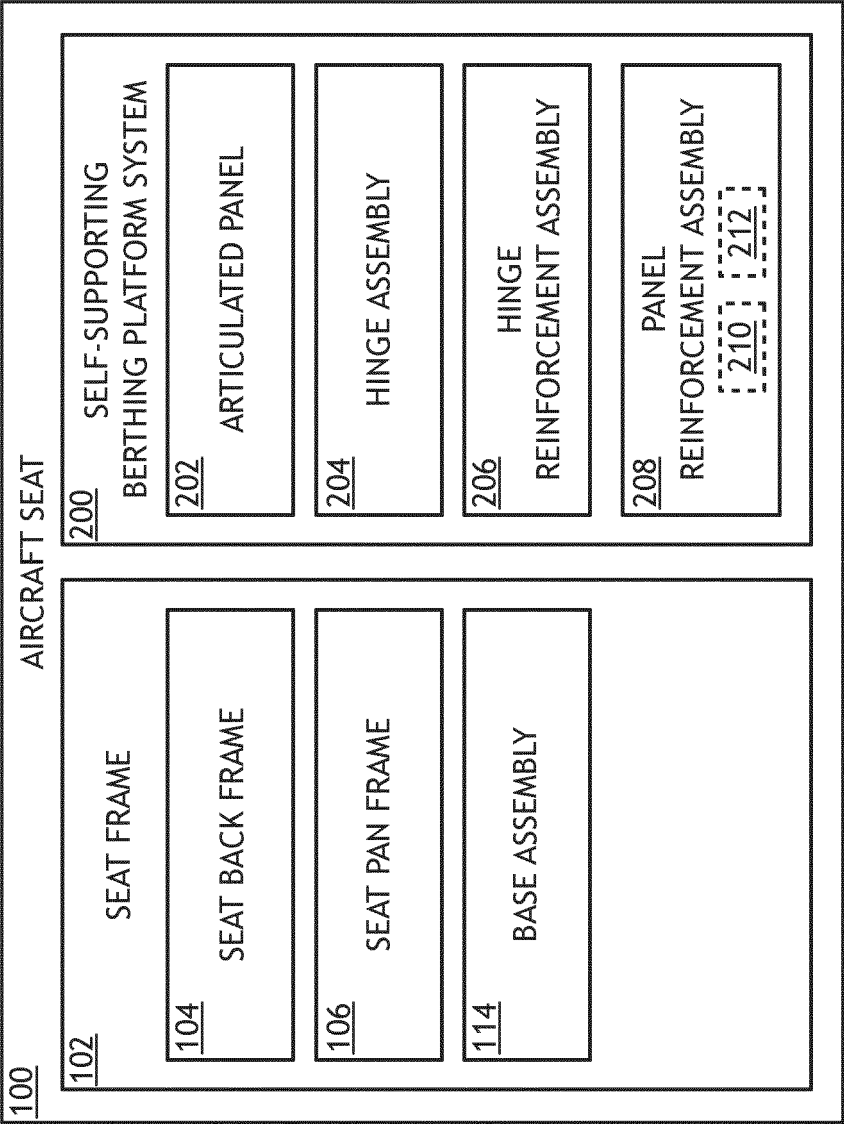 100
AIRCRAFT SEAT
102
SEAT FRAME
104
SEAT BACK FRAME
106
SEAT PAN FRAME
114
BASE ASSEMBLY
200
SELF-SUPPORTING
BERTHING PLATFORM SYSTEM
202
ARTICULATED PANEL
204
HINGE ASSEMBLY
206
HINGE
REINFORCEMENT ASSEMBLY
208
PANEL
REINFORCEMENT ASSEMBLY
210 212